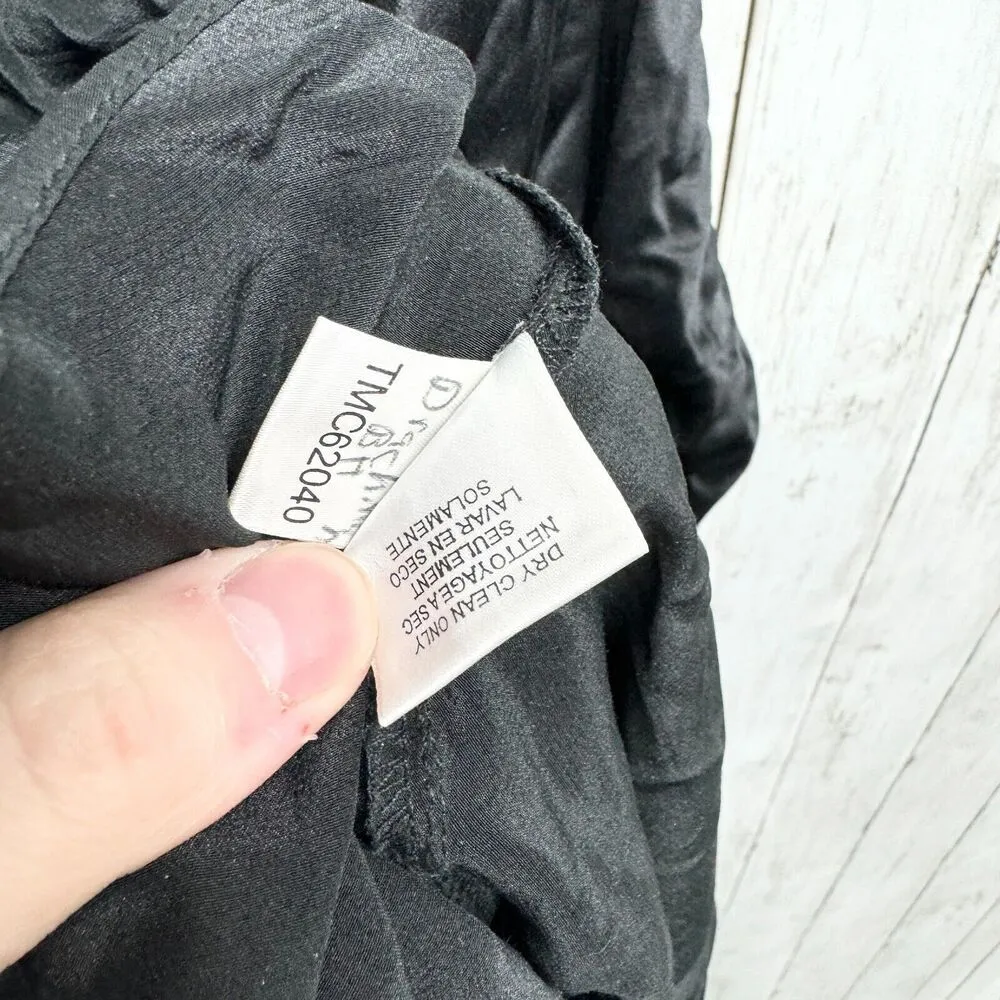 TMC62040
DRY CLEAN ONLY
NETTOYAGE A SEC
SEULEMENT
LAVAR EN SECO
SOLAMENTE